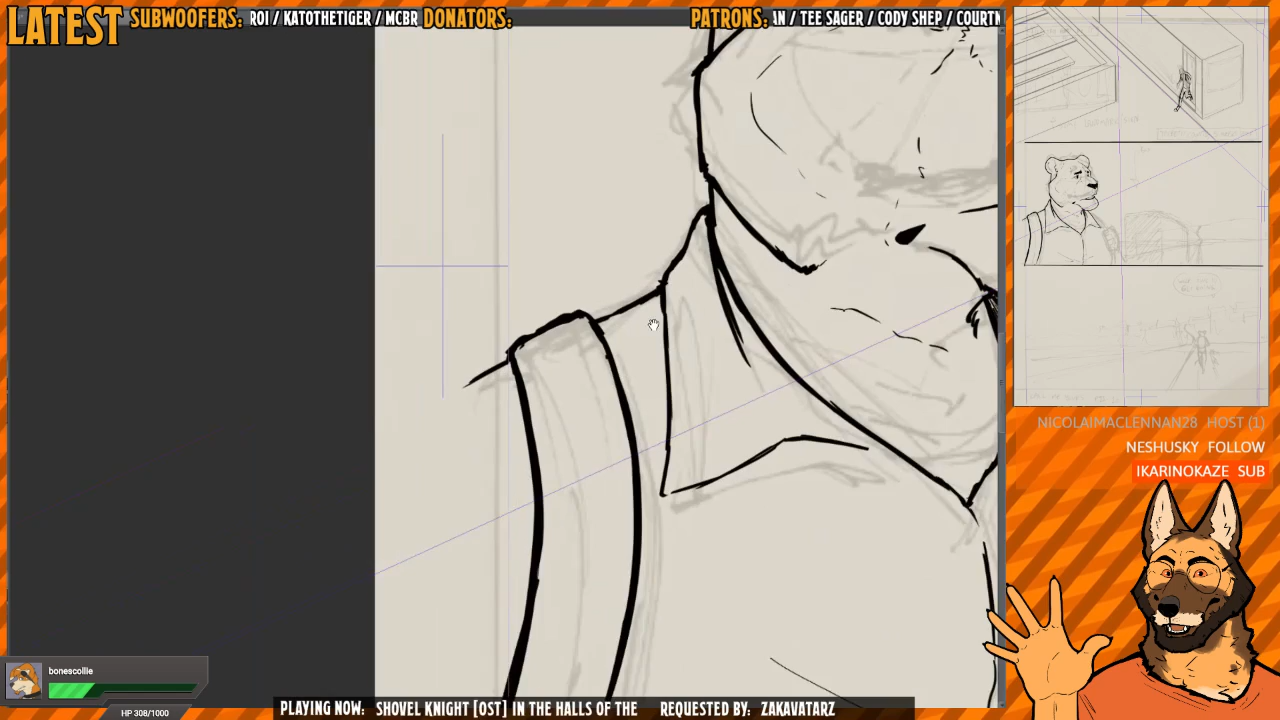 LATEST
SUBWOOFERS: ROI / KATOTHETIGER / MCBR
DONATORS:
PATRONS: AN / TEE SAGER / CODY SHEP / COURTN
NICOLAIMACLENNAN28 HOST (1)
NESHUSKY FOLLOW
IKARINOKAZE SUB
bonescollie
HP 308/1000
PLAYING NOW: SHOVEL KNIGHT [OST] IN THE HALLS OF THE REQUESTED BY: ZAKAVATARZ